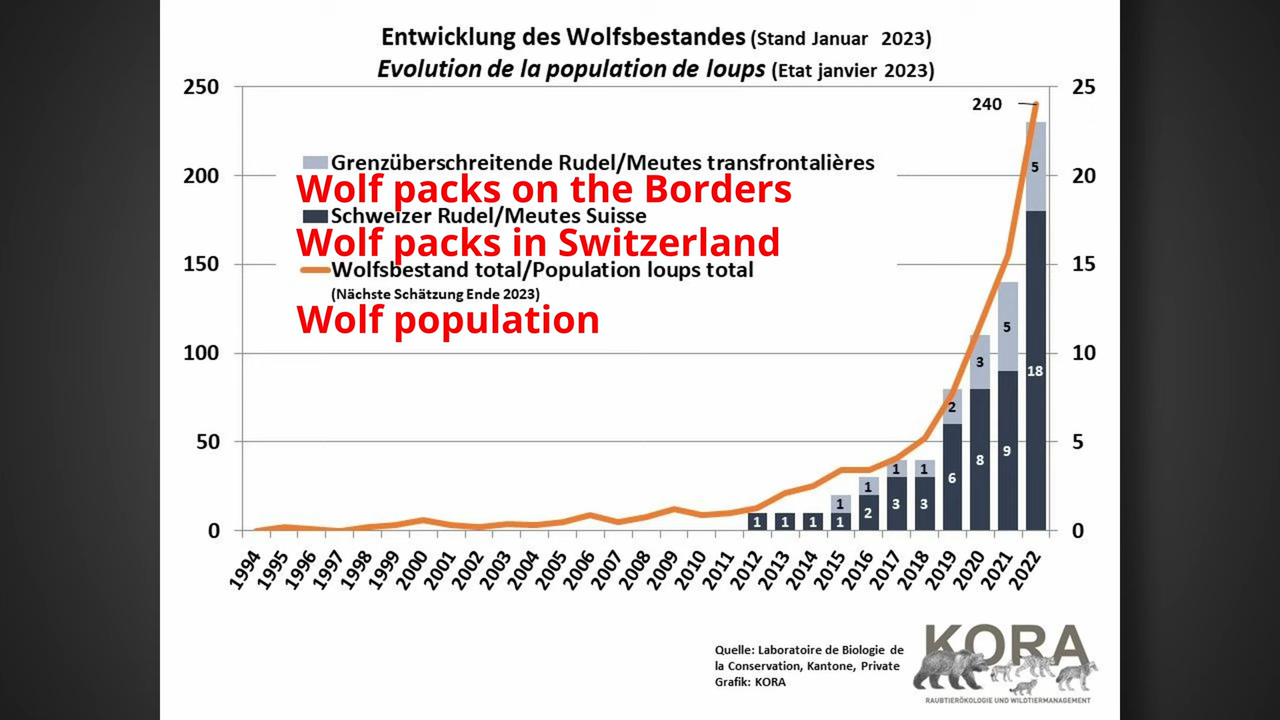 Entwicklung des Wolfsbestandes (Stand Januar 2023)
Evolution de la population de loups (Etat janvier 2023)
250
200
150
100
50
0
25
20
15
10
5
0
240
Grenzüberschreitende Rudel/Meutes transfrontalières
Wolf packs on the Borders
Schweizer Rudel/Meutes Suisse
Wolf packs in Switzerland
Wolfsbestand total/Population loups total
(Nächste Schätzung Ende 2023)
Wolf population
1 1 1 1 1 2 1 3 1 3 1 6 2 8 3 9 5 18 5
1994 1995 1996 1997 1998 1999 2000 2001 2002 2003 2004 2005 2006 2007 2008 2009 2010 2011 2012 2013 2014 2015 2016 2017 2018 2019 2020 2021 2022
Quelle: Laboratoire de Biologie de
la Conservation, Kantone, Private
Grafik: KORA
KORA
RAUBTIERÖKOLOGIE UND WILDTIERMANAGEMENT